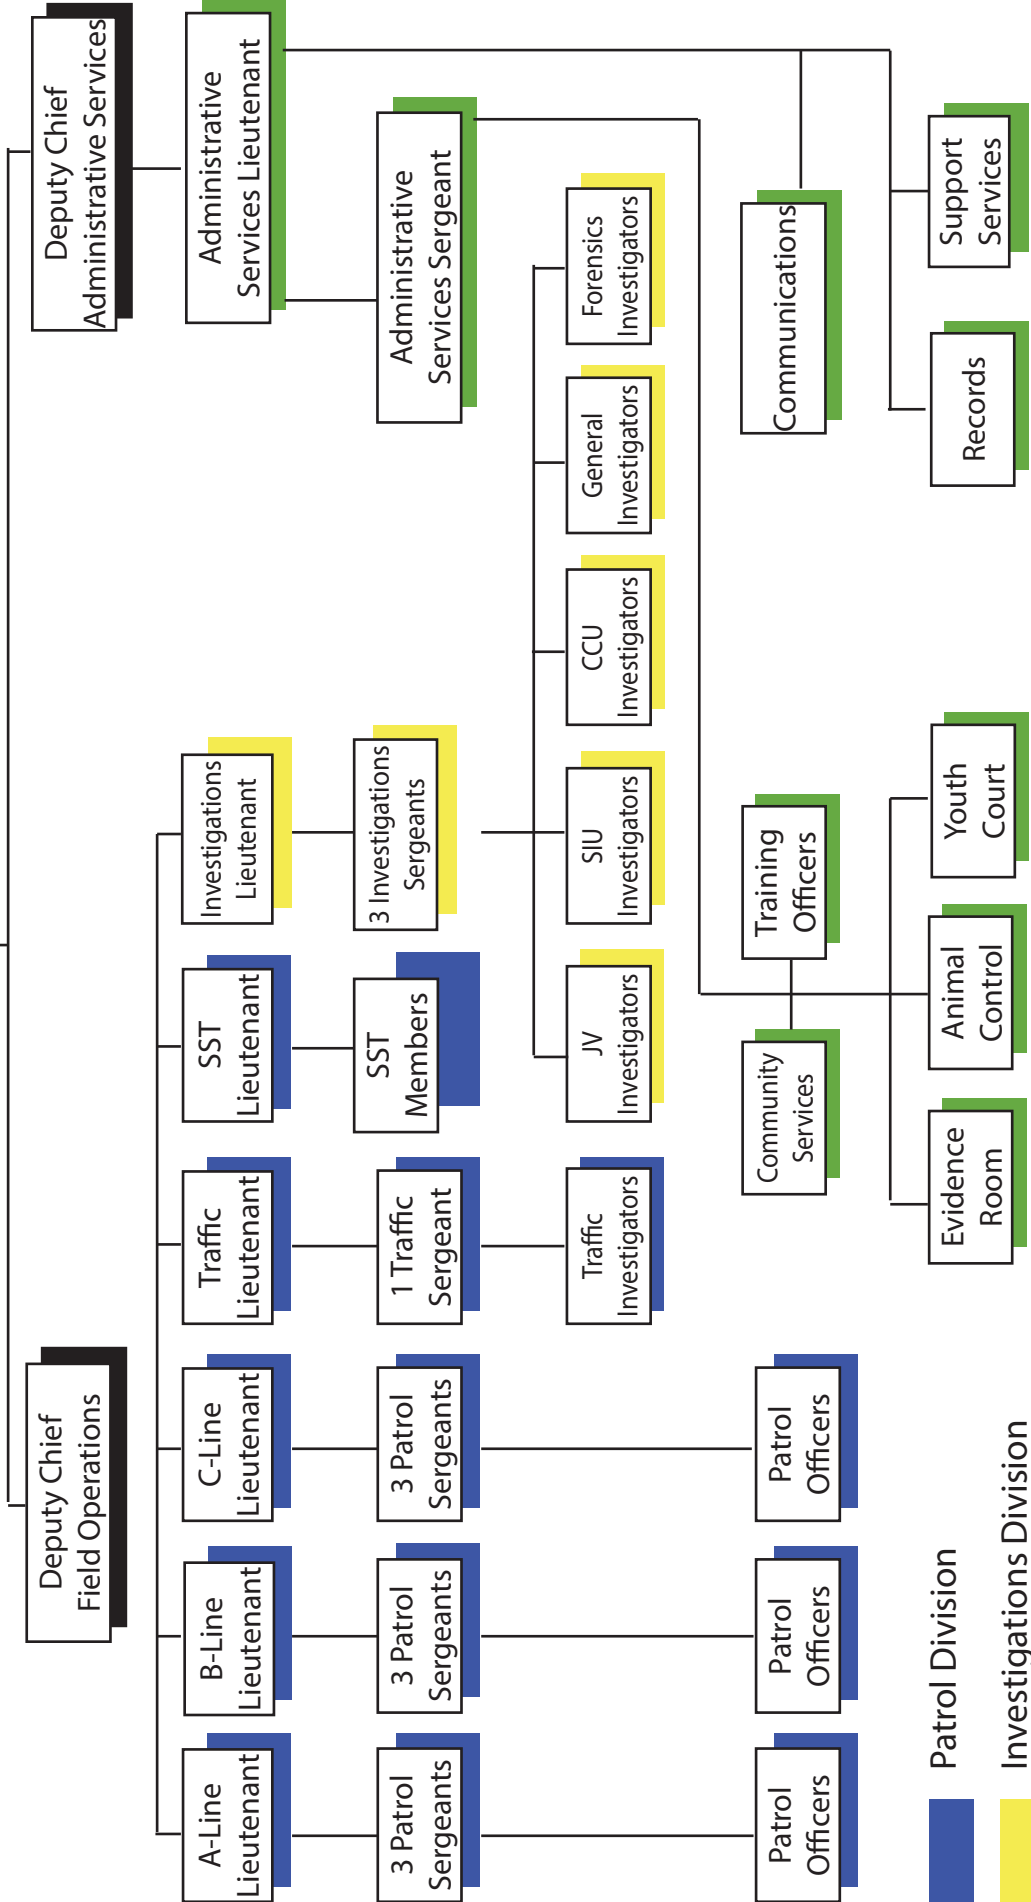 Deputy Chief
Field Operations
Deputy Chief
Administrative Services
A-Line
Lieutenant
B-Line
Lieutenant
C-Line
Lieutenant
Traffic
Lieutenant
SST
Lieutenant
Investigations
Lieutenant
Administrative
Services Lieutenant
3 Patrol
Sergeants
3 Patrol
Sergeants
3 Patrol
Sergeants
1 Traffic
Sergeant
SST
Members
3 Investigations
Sergeants
Administrative
Services Sergeant
Traffic
Investigators
JV
Investigators
SIU
Investigators
CCU
Investigators
General
Investigators
Forensics
Investigators
Patrol
Officers
Patrol
Officers
Patrol
Officers
Community
Services
Training
Officers
Communications
Evidence
Room
Animal
Control
Youth
Court
Records
Support
Services
Patrol Division
Investigations Division